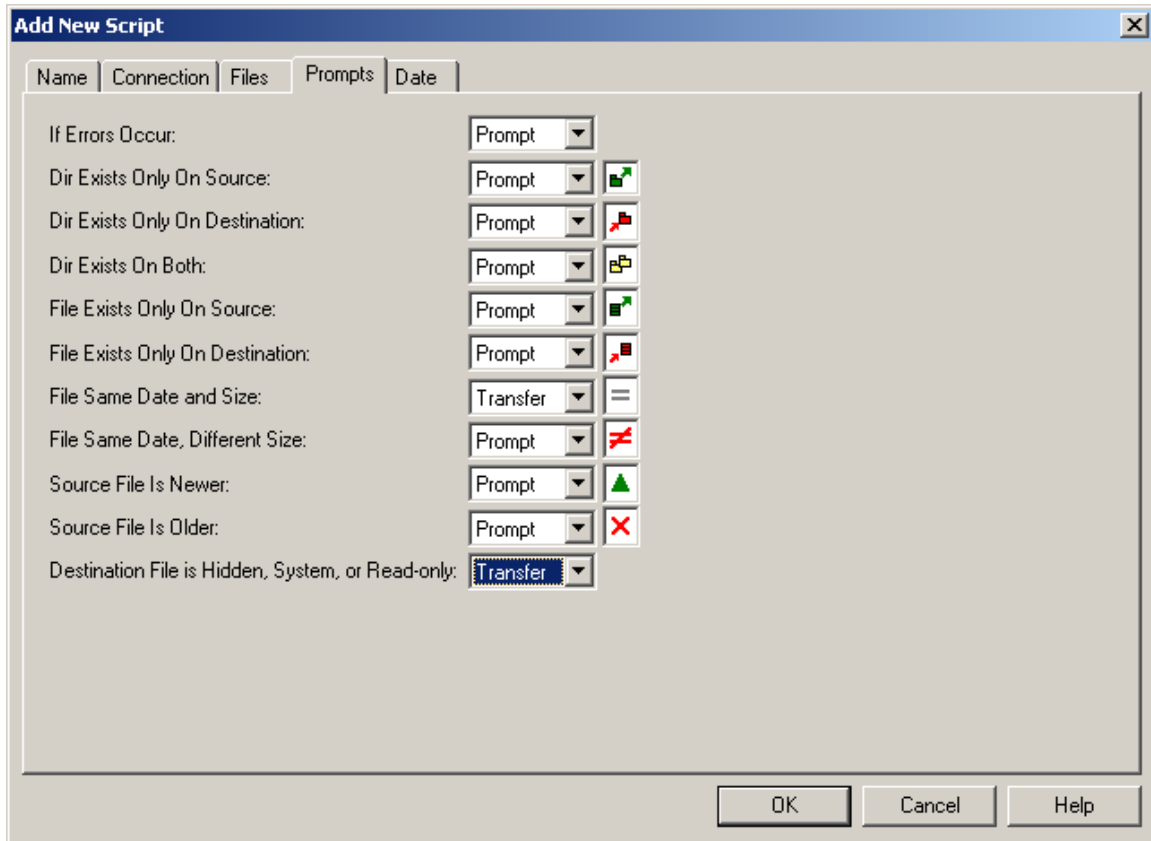 Add New Script
Name Connection Files Prompts Date
If Errors Occur: Prompt
Dir Exists Only On Source: Prompt
Dir Exists Only On Destination: Prompt
Dir Exists On Both: Prompt
File Exists Only On Source: Prompt
File Exists Only On Destination: Prompt
File Same Date and Size: Transfer
File Same Date, Different Size: Prompt
Source File Is Newer: Prompt
Source File Is Older: Prompt
Destination File is Hidden, System, or Read-only: Transfer
OK Cancel Help